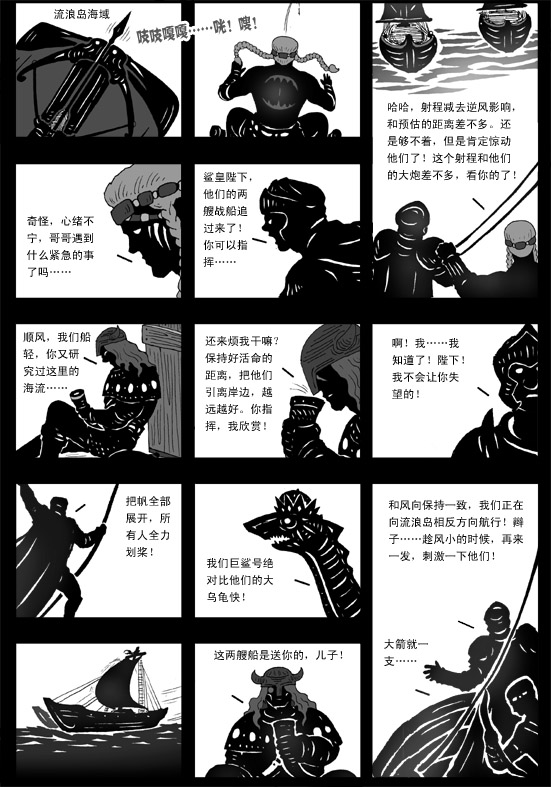 流浪岛海域
吱吱嘎嘎……咣！嗖！
哈哈，射程减去逆风影响，
和预估的距离差不多。还
是够不着，但是肯定惊动
他们了！这个射程和他们
的大炮差不多，看你的了！
奇怪，心绪不
宁，哥哥遇到
什么紧急的事
了吗……
鲨皇陛下，
他们的两
艘战船追
过来了！
你可以指
挥……
顺风，我们船
轻，你又研
究过这里的
海流……
还来烦我干嘛？
保持好活命的
距离，把他们
引离岸边，越
远越好。你指
挥，我欣赏！
啊！我……我
知道了！陛下！
我不会让你失
望的！
把帆全部
展开，所
有人全力
划桨！
我们巨鲨号绝
对比他们的大
乌龟快！
和风向保持一致，我们正在
向流浪岛相反方向航行！辫
子……趁风小的时候，再来
一发，刺激一下他们！
大箭就一
支……
这两艘船是送你的，儿子！